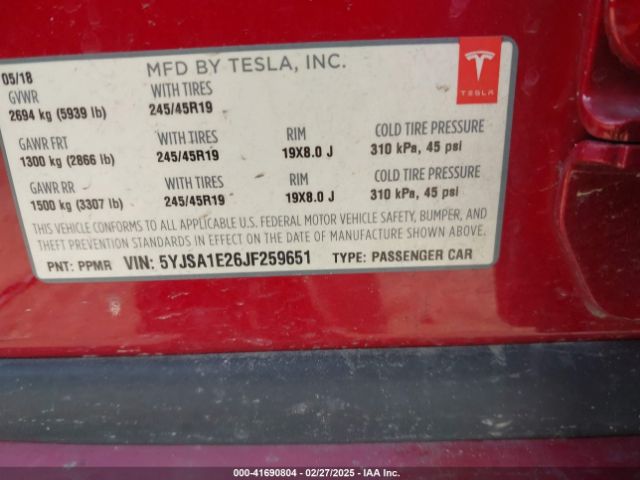 05/18 MFD BY TESLA, INC.
TESLA
GVWR WITH TIRES
2694 kg (5939 lb) 245/45R19
GAWR FRT WITH TIRES RIM COLD TIRE PRESSURE
1300 kg (2866 lb) 245/45R19 19X8.0 J 310 kPa, 45 psi
GAWR RR WITH TIRES RIM COLD TIRE PRESSURE
1500 kg (3307 lb) 245/45R19 19X8.0 J 310 kPa, 45 psi
THIS VEHICLE CONFORMS TO ALL APPLICABLE U.S. FEDERAL MOTOR VEHICLE SAFETY, BUMPER, AND
THEFT PREVENTION STANDARDS IN EFFECT ON THE DATE OF MANUFACTURE SHOWN ABOVE.
PNT: PPMR VIN: 5YJSA1E26JF259651 TYPE: PASSENGER CAR
000-41690804 / 02/27/2025 / IAAI.COM